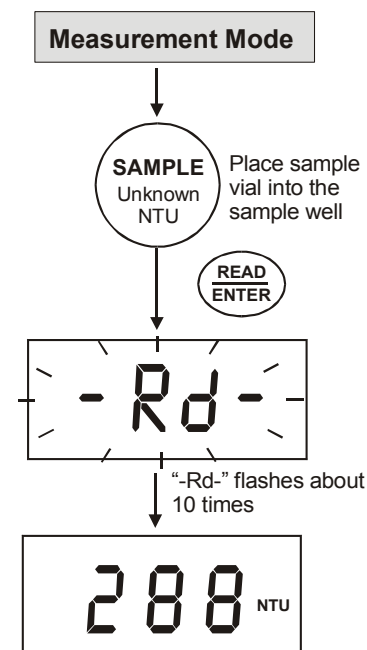 Measurement Mode
SAMPLE
Unknown
NTU
Place sample
vial into the
sample well
READ
ENTER
-Rd-
“-Rd-” flashes about
10 times
288 NTU